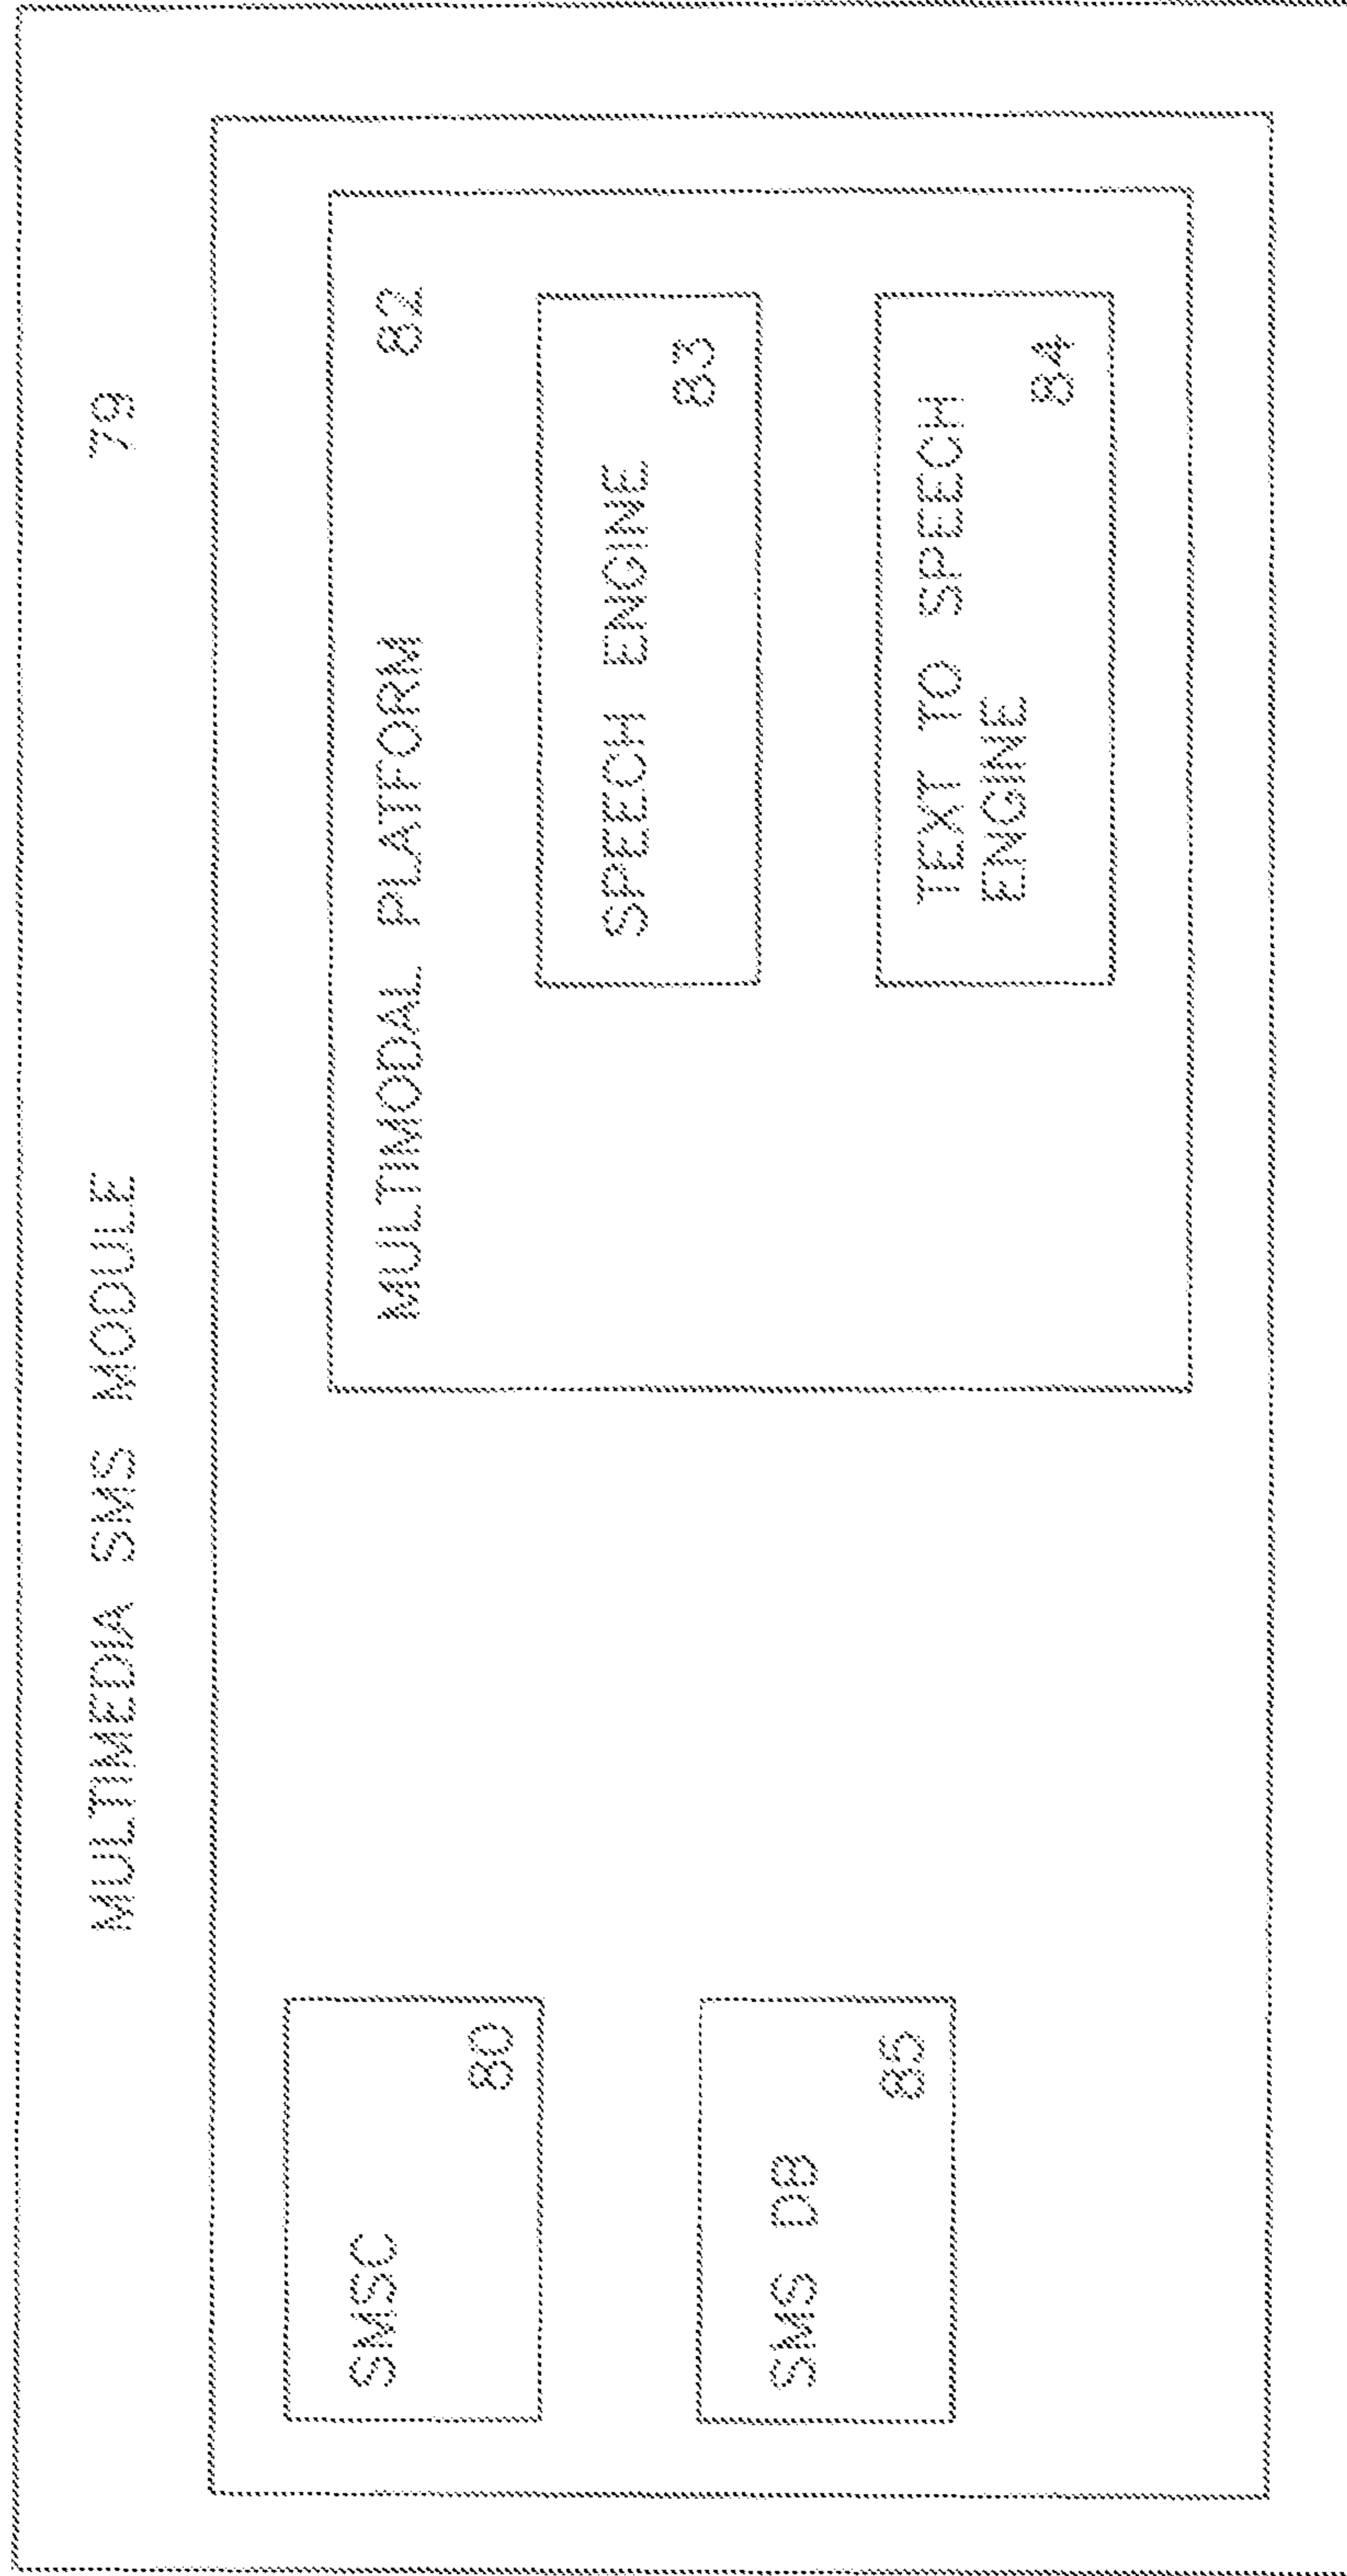 MULTIMEDIA SMS MODULE 79
SMSC
80
SMS DB
85
MULTIMODAL PLATFORM 82
SPEECH ENGINE
83
TEXT TO SPEECH
ENGINE
84